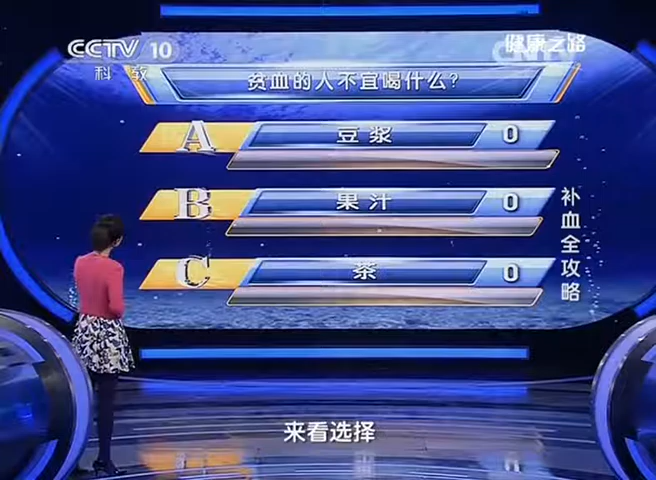 CCTV 10
科 教
健康之路
贫血的人不宜喝什么?
A 豆浆 0
B 果汁 0
C 茶 0
补血全攻略
来看选择